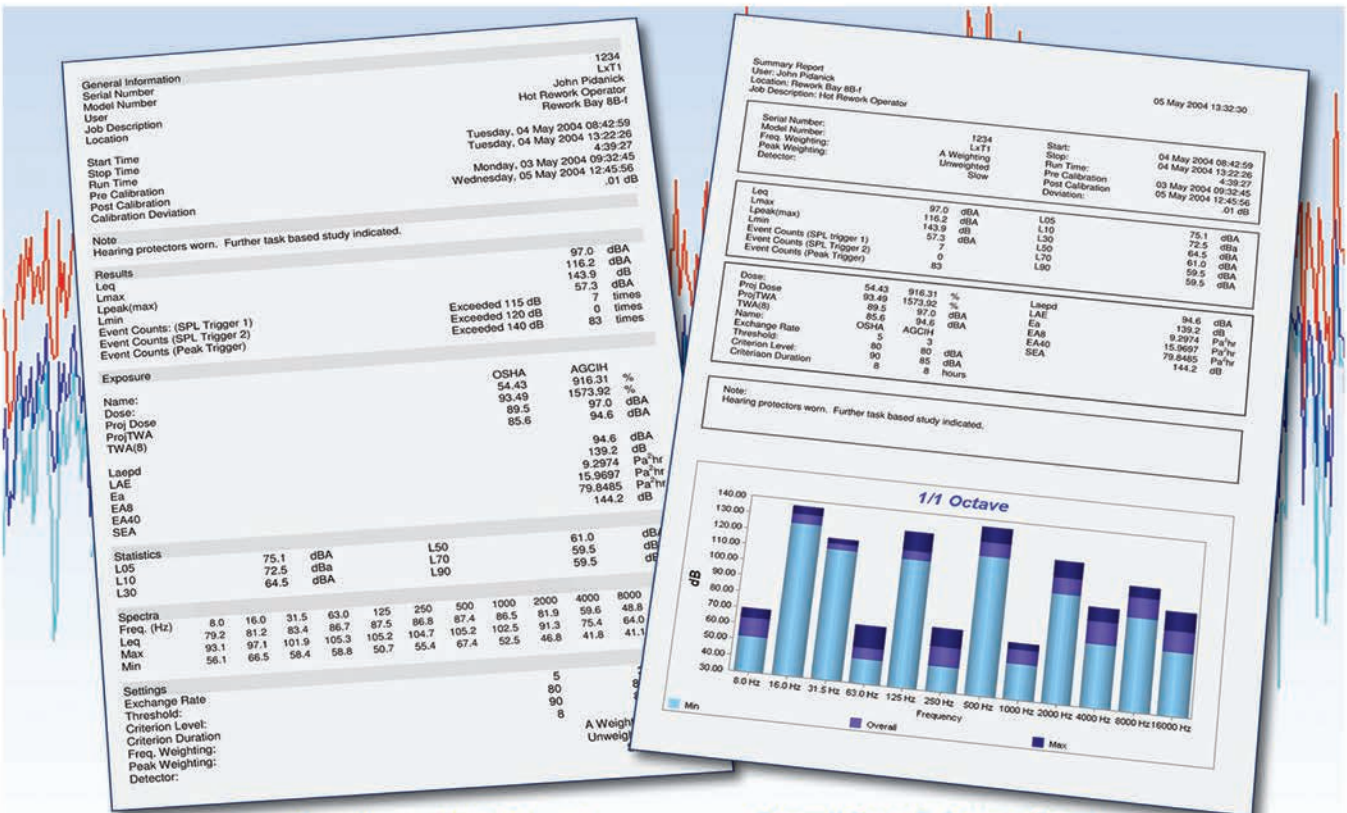 General Information
Serial Number 1234
Model Number LxT1
User John Pidanick
Job Description Hot Rework Operator
Location Rework Bay 8B-f
Start Time Tuesday, 04 May 2004 08:42:59
Stop Time Tuesday, 04 May 2004 13:22:26
Run Time 4:39:27
Pre Calibration Monday, 03 May 2004 09:32:45
Post Calibration Wednesday, 05 May 2004 12:45:56
Calibration Deviation .01 dB
Note
Hearing protectors worn. Further task based study indicated.
Results
Leq 97.0 dBA
Lmax 116.2 dBA
Lpeak(max) 143.9 dB
Lmin 57.3 dBA
Event Counts: (SPL Trigger 1) Exceeded 115 dB 7 times
Event Counts (SPL Trigger 2) Exceeded 120 dB 0 times
Event Counts (Peak Trigger) Exceeded 140 dB 83 times
Exposure
Name: OSHA AGCIH
Dose: 54.43 916.31 %
Proj Dose 93.49 1573.92 %
ProjTWA 89.5 97.0 dBA
TWA(8) 85.6 94.6 dBA
Laepd 94.6 dBA
LAE 139.2 dB
Ea 9.2974 Pa²hr
EA8 15.9697 Pa²hr
EA40 79.8485 Pa²hr
SEA 144.2 dB
Statistics
L05 75.1 dBA L50 61.0
L10 72.5 dBa L70 59.5
L30 64.5 dBA L90 59.5
Spectra
Freq. (Hz) 8.0 16.0 31.5 63.0 125 250 500 1000 2000 4000 8000
Leq 79.2 81.2 83.4 86.7 87.5 86.8 87.4 86.5 81.9 59.6 48.8
Max 93.1 97.1 101.9 105.3 105.2 104.7 105.2 102.5 91.3 75.4 64.0
Min 56.1 66.5 58.4 58.8 50.7 55.4 67.4 52.5 46.8 41.8 41.1
Settings
Exchange Rate 5
Threshold: 80
Criterion Level: 90
Criterion Duration 8
Freq. Weighting:
Peak Weighting:
Detector:
Summary Report
User: John Pidanick
Location: Rework Bay 8B-f
Job Description: Hot Rework Operator
05 May 2004 13:32:30
Serial Number: 1234 Start: 04 May 2004 08:42:59
Model Number: LxT1 Stop: 04 May 2004 13:22:26
Freq. Weighting: A Weighting Run Time: 4:39:27
Peak Weighting: Unweighted Pre Calibration 03 May 2004 09:32:45
Detector: Slow Post Calibration 05 May 2004 12:45:56
Deviation: .01 dB
Leq 97.0 dBA L05 75.1 dBA
Lmax 116.2 dBA L10 72.5 dBa
Lpeak(max) 143.9 dB L30 64.5 dBA
Lmin 57.3 dBA L50 61.0 dBA
Event Counts (SPL trigger 1) 7 L70 59.5 dBA
Event Counts (SPL Trigger 2) 0 L90 59.5 dBA
Event Counts (Peak Trigger) 83
Dose: 54.43 916.31 % Laepd 94.6 dBA
Proj Dose 93.49 1573.92 % LAE 139.2 dB
ProjTWA 89.5 97.0 dBA Ea 9.2974 Pa²hr
TWA(8) 85.6 94.6 dBA EA8 15.9697 Pa²hr
Name: OSHA AGCIH EA40 79.8485 Pa²hr
Exchange Rate 5 3 SEA 144.2 dB
Threshold: 80 80 dBA
Criterion Level: 90 85 dBA
Criteriaon Duration 8 8 hours
Note:
Hearing protectors worn. Further task based study indicated.
1/1 Octave
140.00
130.00
120.00
110.00
100.00
90.00
80.00
70.00
60.00
50.00
40.00
30.00
dB
8.0 Hz 16.0 Hz 31.5 Hz 63.0 Hz 125 Hz 250 Hz 500 Hz 1000 Hz 2000 Hz 4000 Hz 8000 Hz 16000 Hz
Frequency
Min Overall Max